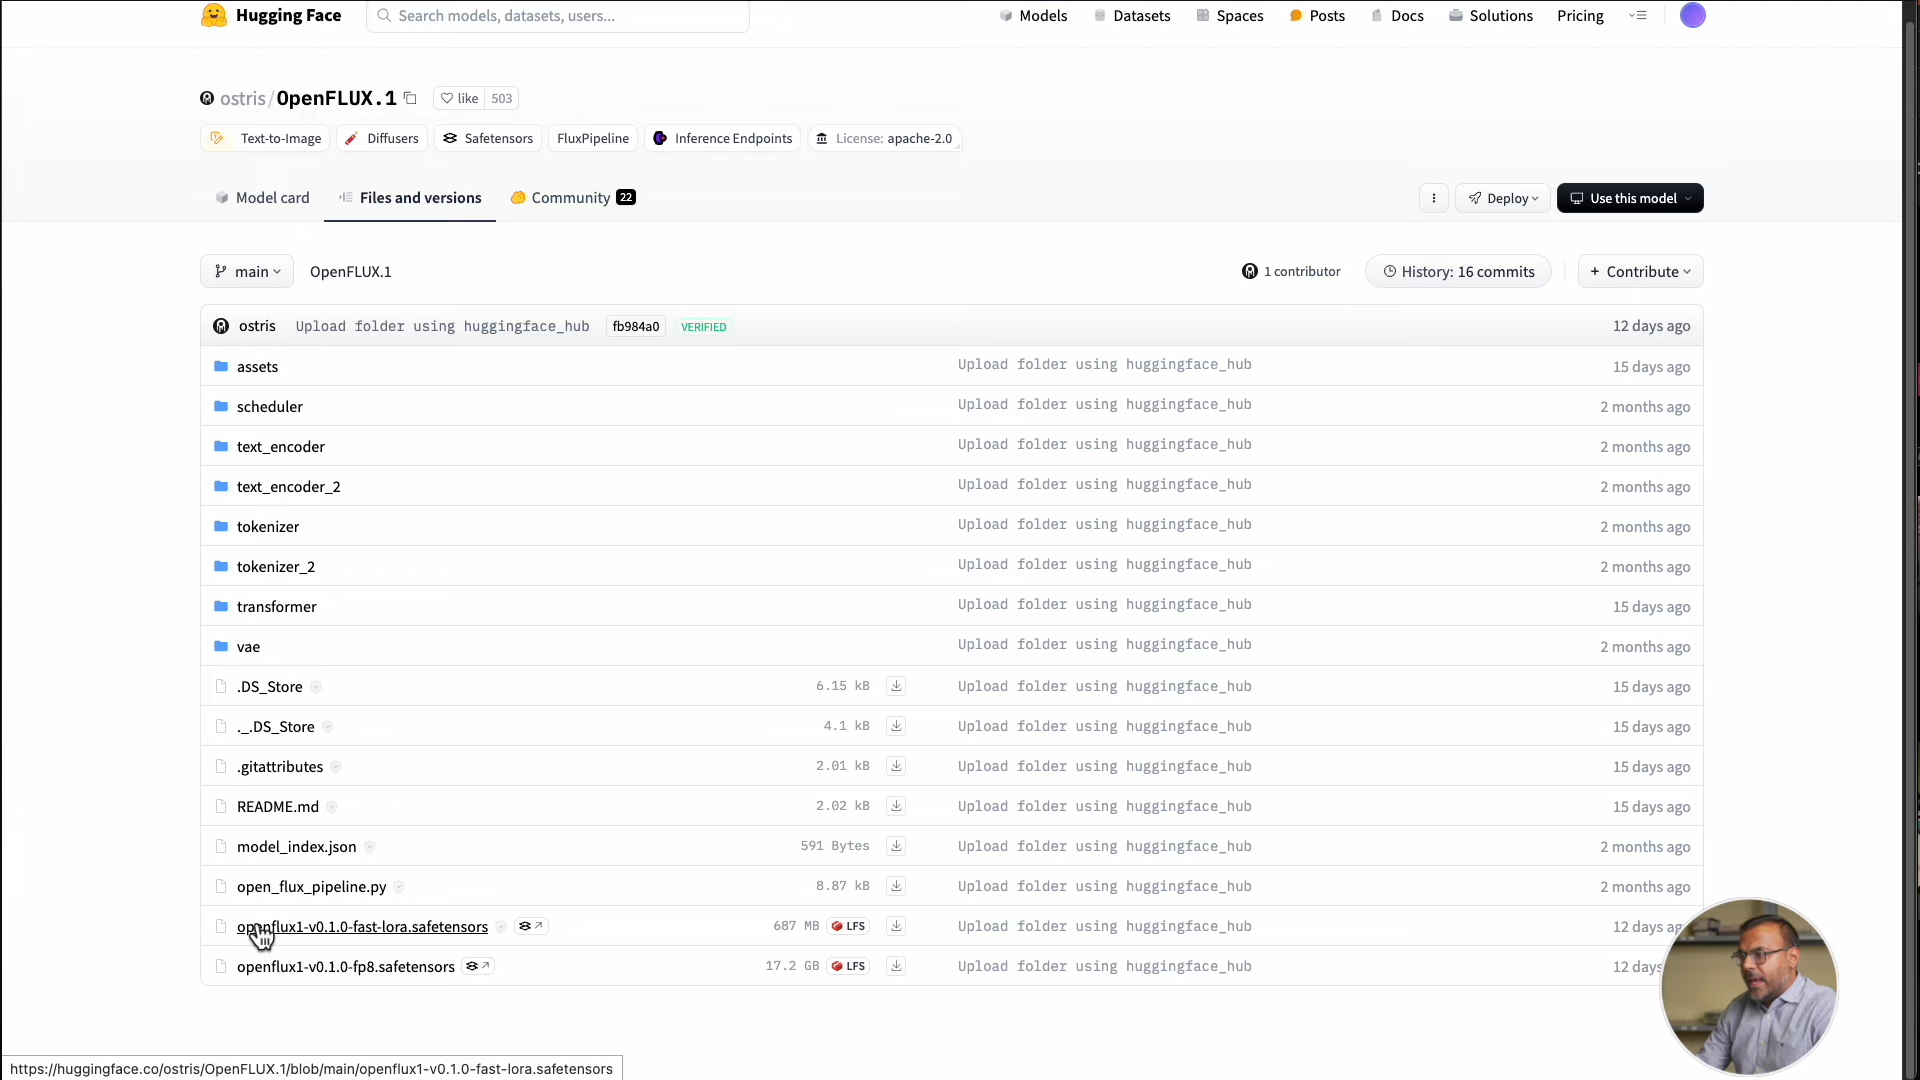 Hugging Face Search models, datasets, users... Models Datasets Spaces Posts Docs Solutions Pricing
ostris/OpenFLUX.1 like 503
Text-to-Image Diffusers Safetensors FluxPipeline Inference Endpoints License: apache-2.0
Model card Files and versions Community 22 Deploy Use this model
main OpenFLUX.1 1 contributor History: 16 commits + Contribute
ostris Upload folder using huggingface_hub fb984a0 VERIFIED 12 days ago
assets Upload folder using huggingface_hub 15 days ago
scheduler Upload folder using huggingface_hub 2 months ago
text_encoder Upload folder using huggingface_hub 2 months ago
text_encoder_2 Upload folder using huggingface_hub 2 months ago
tokenizer Upload folder using huggingface_hub 2 months ago
tokenizer_2 Upload folder using huggingface_hub 2 months ago
transformer Upload folder using huggingface_hub 15 days ago
vae Upload folder using huggingface_hub 2 months ago
.DS_Store 6.15 kB Upload folder using huggingface_hub 15 days ago
._.DS_Store 4.1 kB Upload folder using huggingface_hub 15 days ago
.gitattributes 2.01 kB Upload folder using huggingface_hub 15 days ago
README.md 2.02 kB Upload folder using huggingface_hub 15 days ago
model_index.json 591 Bytes Upload folder using huggingface_hub 2 months ago
open_flux_pipeline.py 8.87 kB Upload folder using huggingface_hub 2 months ago
openflux1-v0.1.0-fast-lora.safetensors 687 MB LFS Upload folder using huggingface_hub 12 days
openflux1-v0.1.0-fp8.safetensors 17.2 GB LFS Upload folder using huggingface_hub 12 days
https://huggingface.co/ostris/OpenFLUX.1/blob/main/openflux1-v0.1.0-fast-lora.safetensors